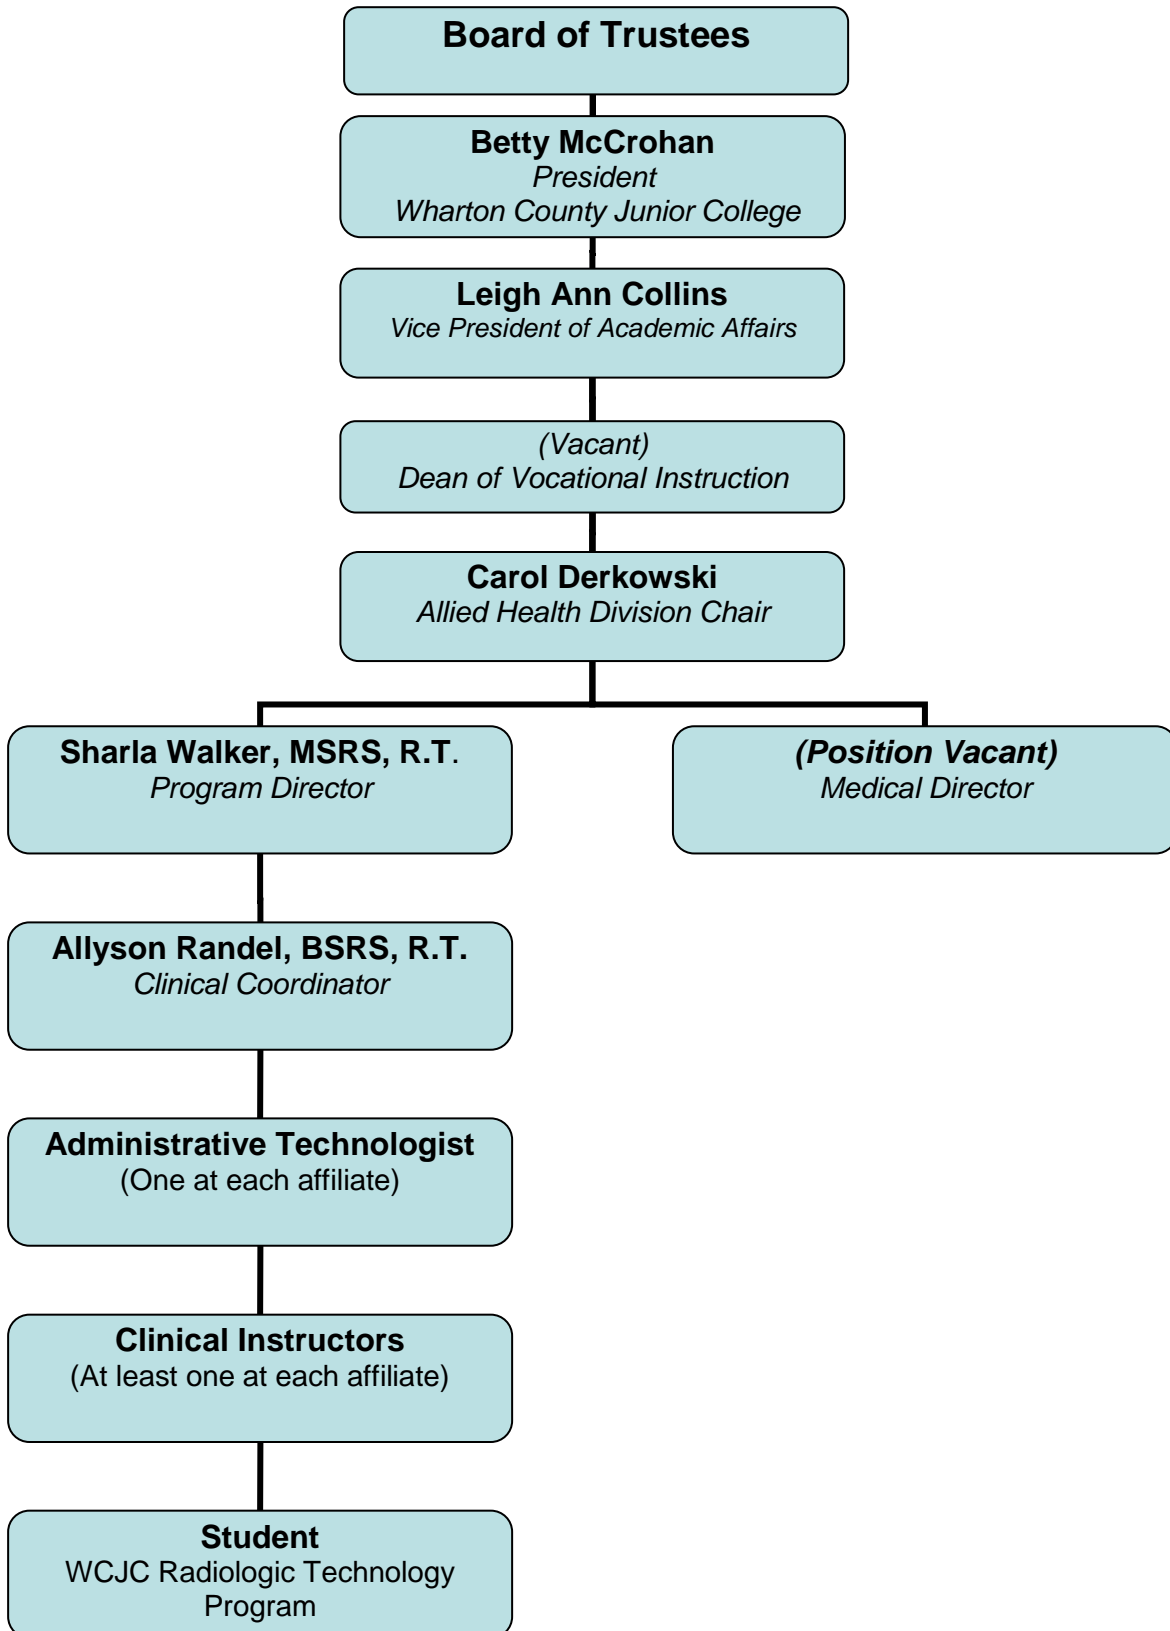 Board of Trustees
Betty McCrohan
President
Wharton County Junior College
Leigh Ann Collins
Vice President of Academic Affairs
(Vacant)
Dean of Vocational Instruction
Carol Derkowski
Allied Health Division Chair
Sharla Walker, MSRS, R.T.
Program Director
(Position Vacant)
Medical Director
Allyson Randel, BSRS, R.T.
Clinical Coordinator
Administrative Technologist
(One at each affiliate)
Clinical Instructors
(At least one at each affiliate)
Student
WCJC Radiologic Technology
Program